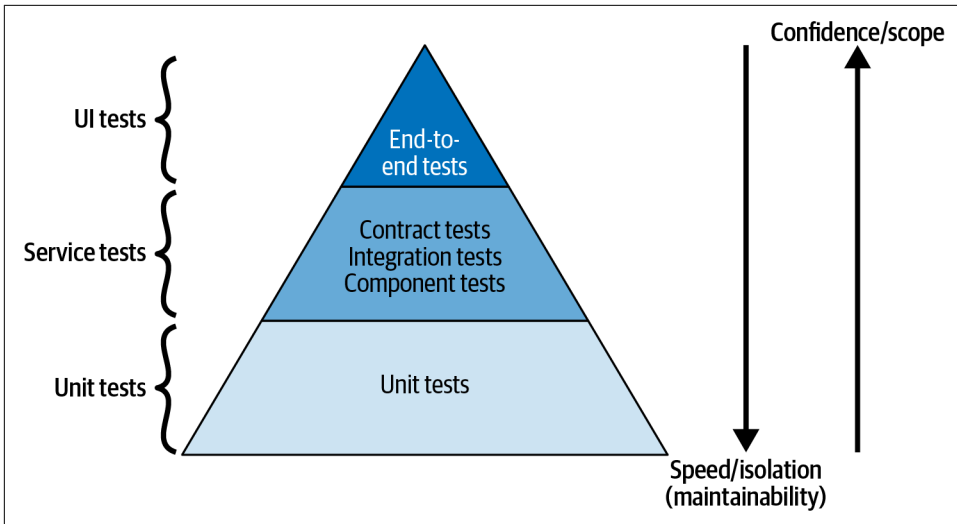 Confidence/scope
UI tests
End-to-
end tests
Service tests
Contract tests
Integration tests
Component tests
Unit tests
Unit tests
Speed/isolation
(maintainability)